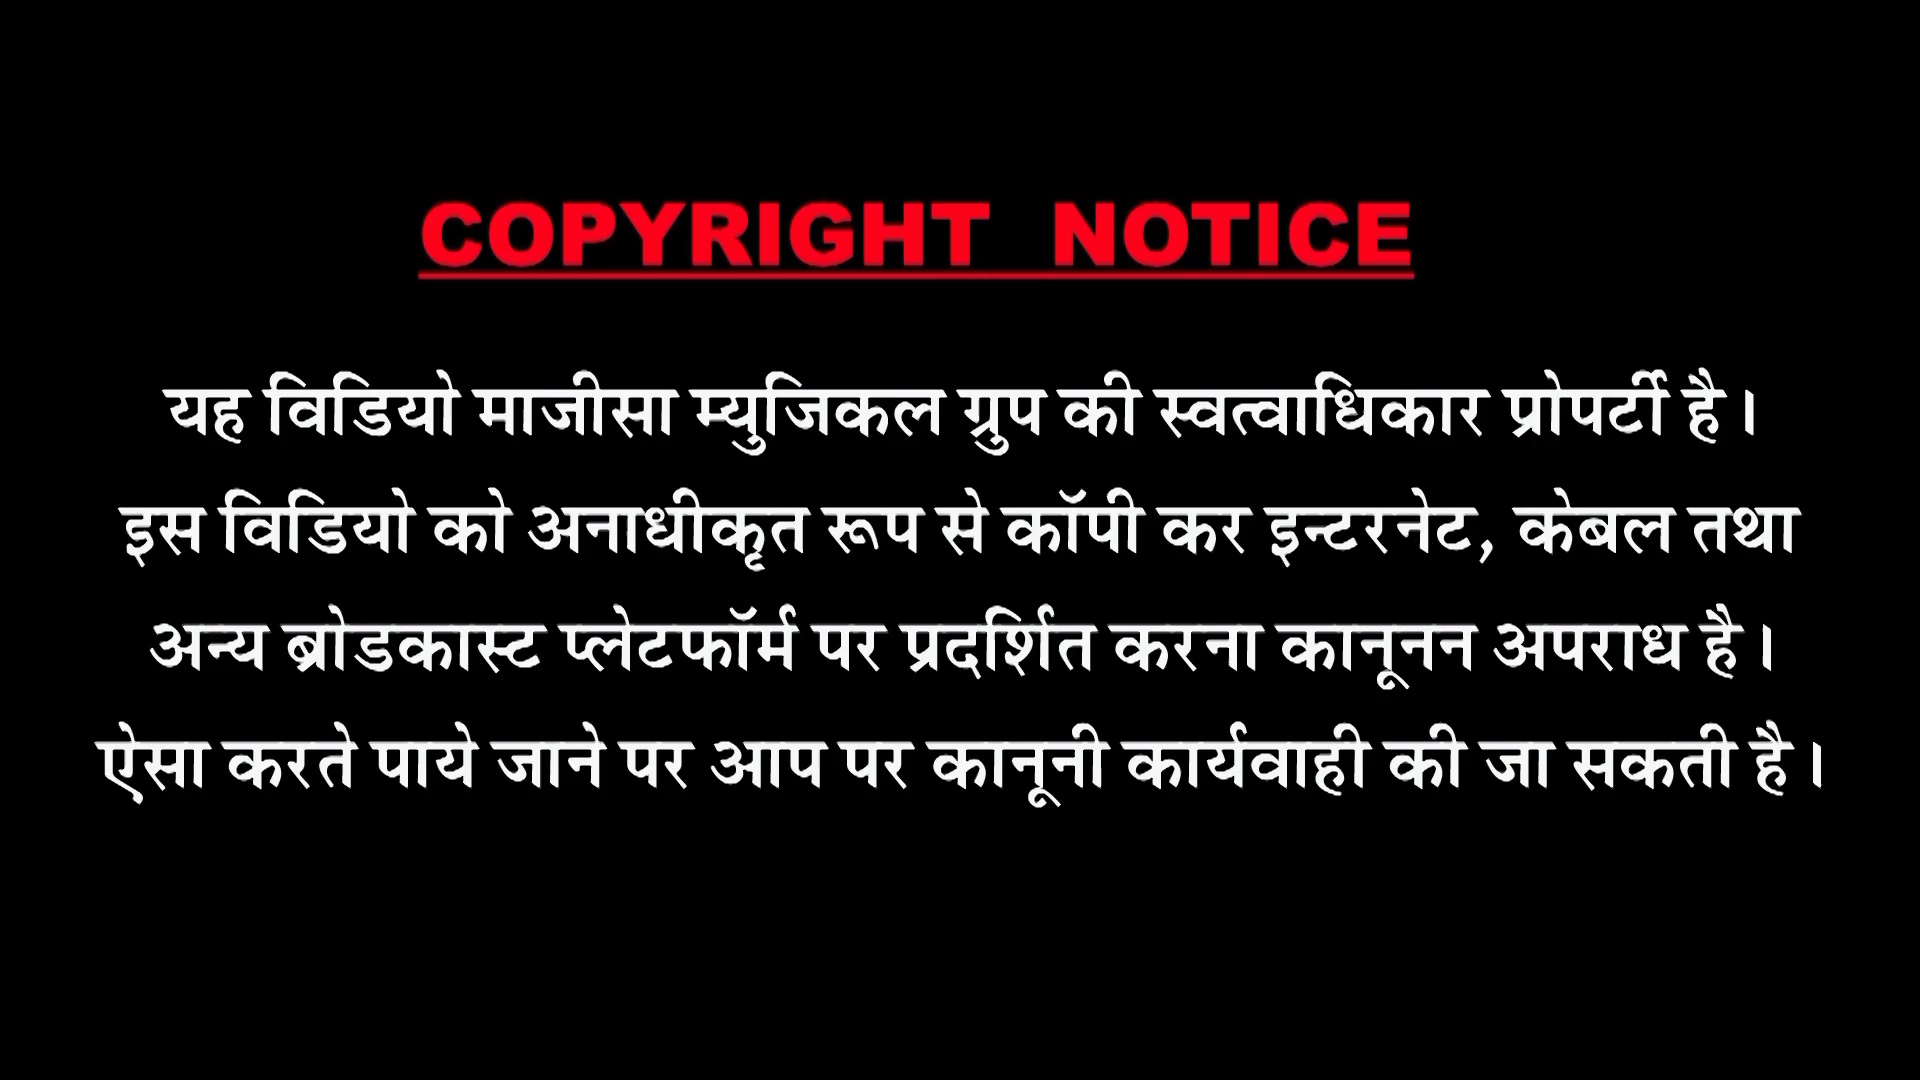 COPYRIGHT NOTICE
यह विडियो माजीसा म्युजिकल ग्रुप की स्वत्वाधिकार प्रोपर्टी है।
इस विडियो को अनाधीकृत रूप से कॉपी कर इन्टरनेट, केबल तथा
अन्य ब्रोडकास्ट प्लेटफॉर्म पर प्रदर्शित करना कानूनन अपराध है।
ऐसा करते पाये जाने पर आप पर कानूनी कार्यवाही की जा सकती है।